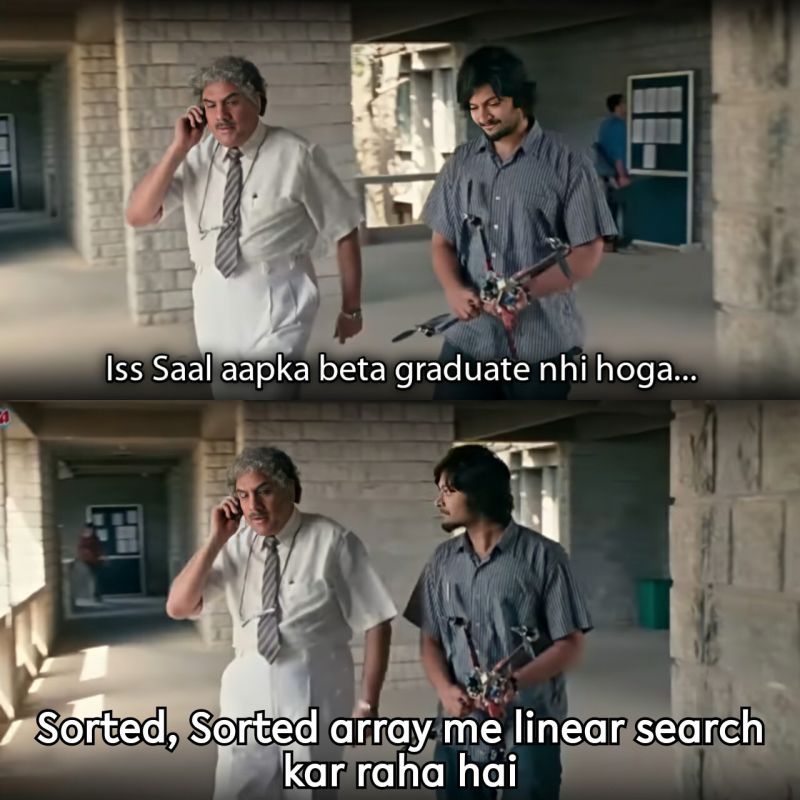 Iss Saal aapka beta graduate nhi hoga...
Sorted, Sorted array me linear search
kar raha hai